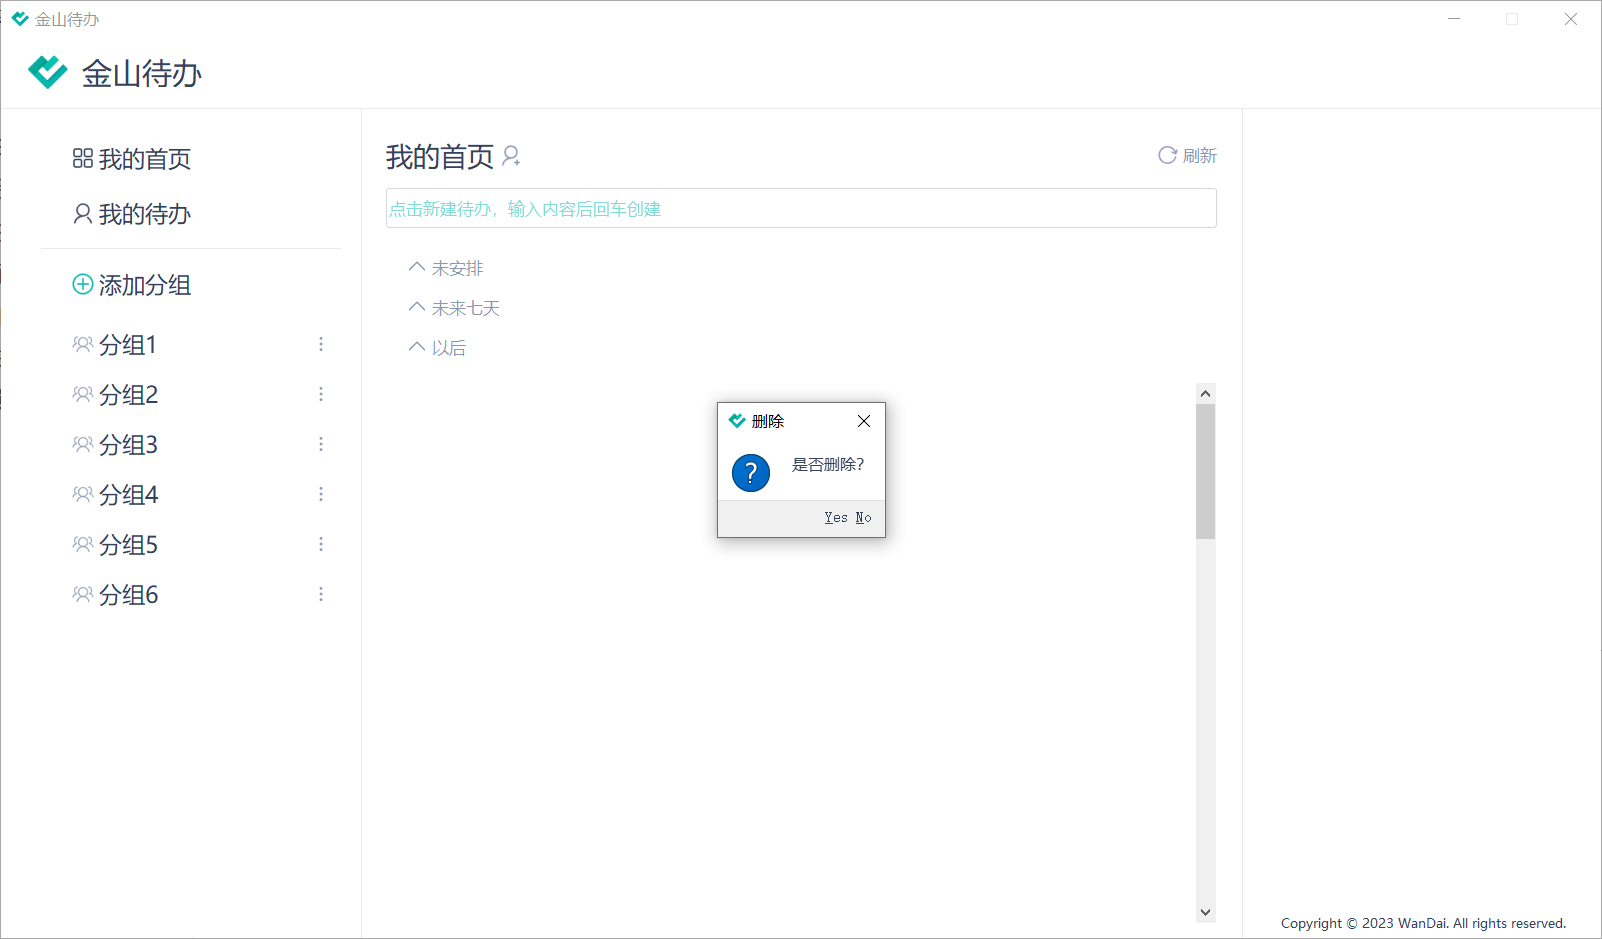 金山待办
金山待办
我的首页
我的待办
添加分组
分组1
分组2
分组3
分组4
分组5
分组6
我的首页
刷新
点击新建待办，输入内容后回车创建
未安排
未来七天
以后
删除
是否删除?
Yes No
Copyright © 2023 WanDai. All rights reserved.